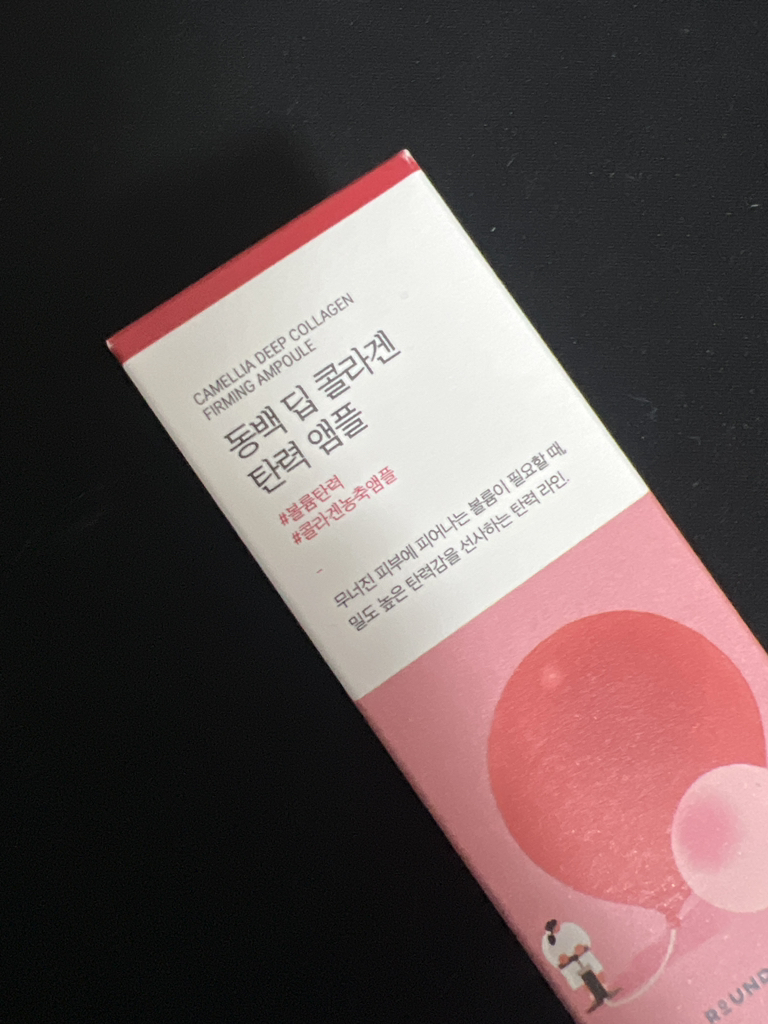 CAMELLIA DEEP COLLAGEN
FIRMING AMPOULE
동백 딥 콜라겐
탄력 앰플
#볼륨탄력
#콜라겐농축앰플
무너진 피부에 피어나는 볼륨이 필요할 때,
밀도 높은 탄력감을 선사하는 탄력 라인.
ROUND